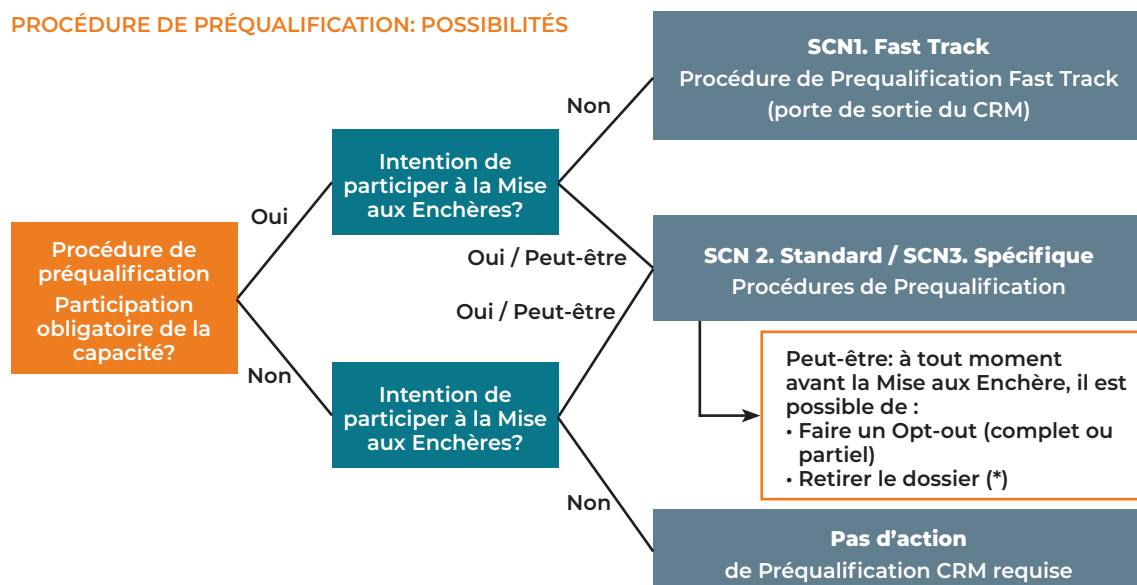 PROCÉDURE DE PRÉQUALIFICATION: POSSIBILITÉS
SCN1. Fast Track
Procédure de Prequalification Fast Track
(porte de sortie du CRM)
Non
Intention de
participer à la Mise
aux Enchères?
Oui
Oui / Peut-être
Procédure de
préqualification
Participation
obligatoire de la
capacité?
SCN 2. Standard / SCN3. Spécifique
Procédures de Prequalification
Oui / Peut-être
Non
Intention de
participer à la Mise
aux Enchères?
Peut-être: à tout moment
avant la Mise aux Enchère, il est
possible de :
• Faire un Opt-out (complet ou
partiel)
• Retirer le dossier (*)
Non
Pas d'action
de Préqualification CRM requise